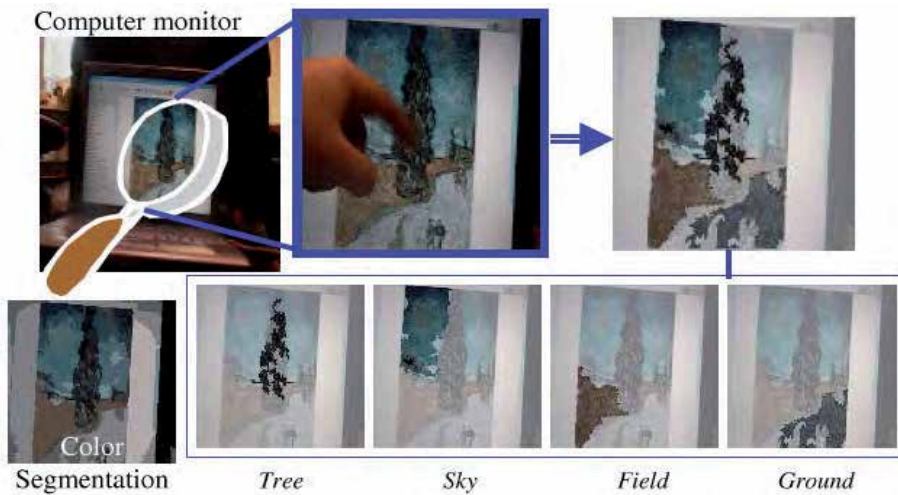 Computer monitor
Color
Segmentation
Tree
Sky
Field
Ground